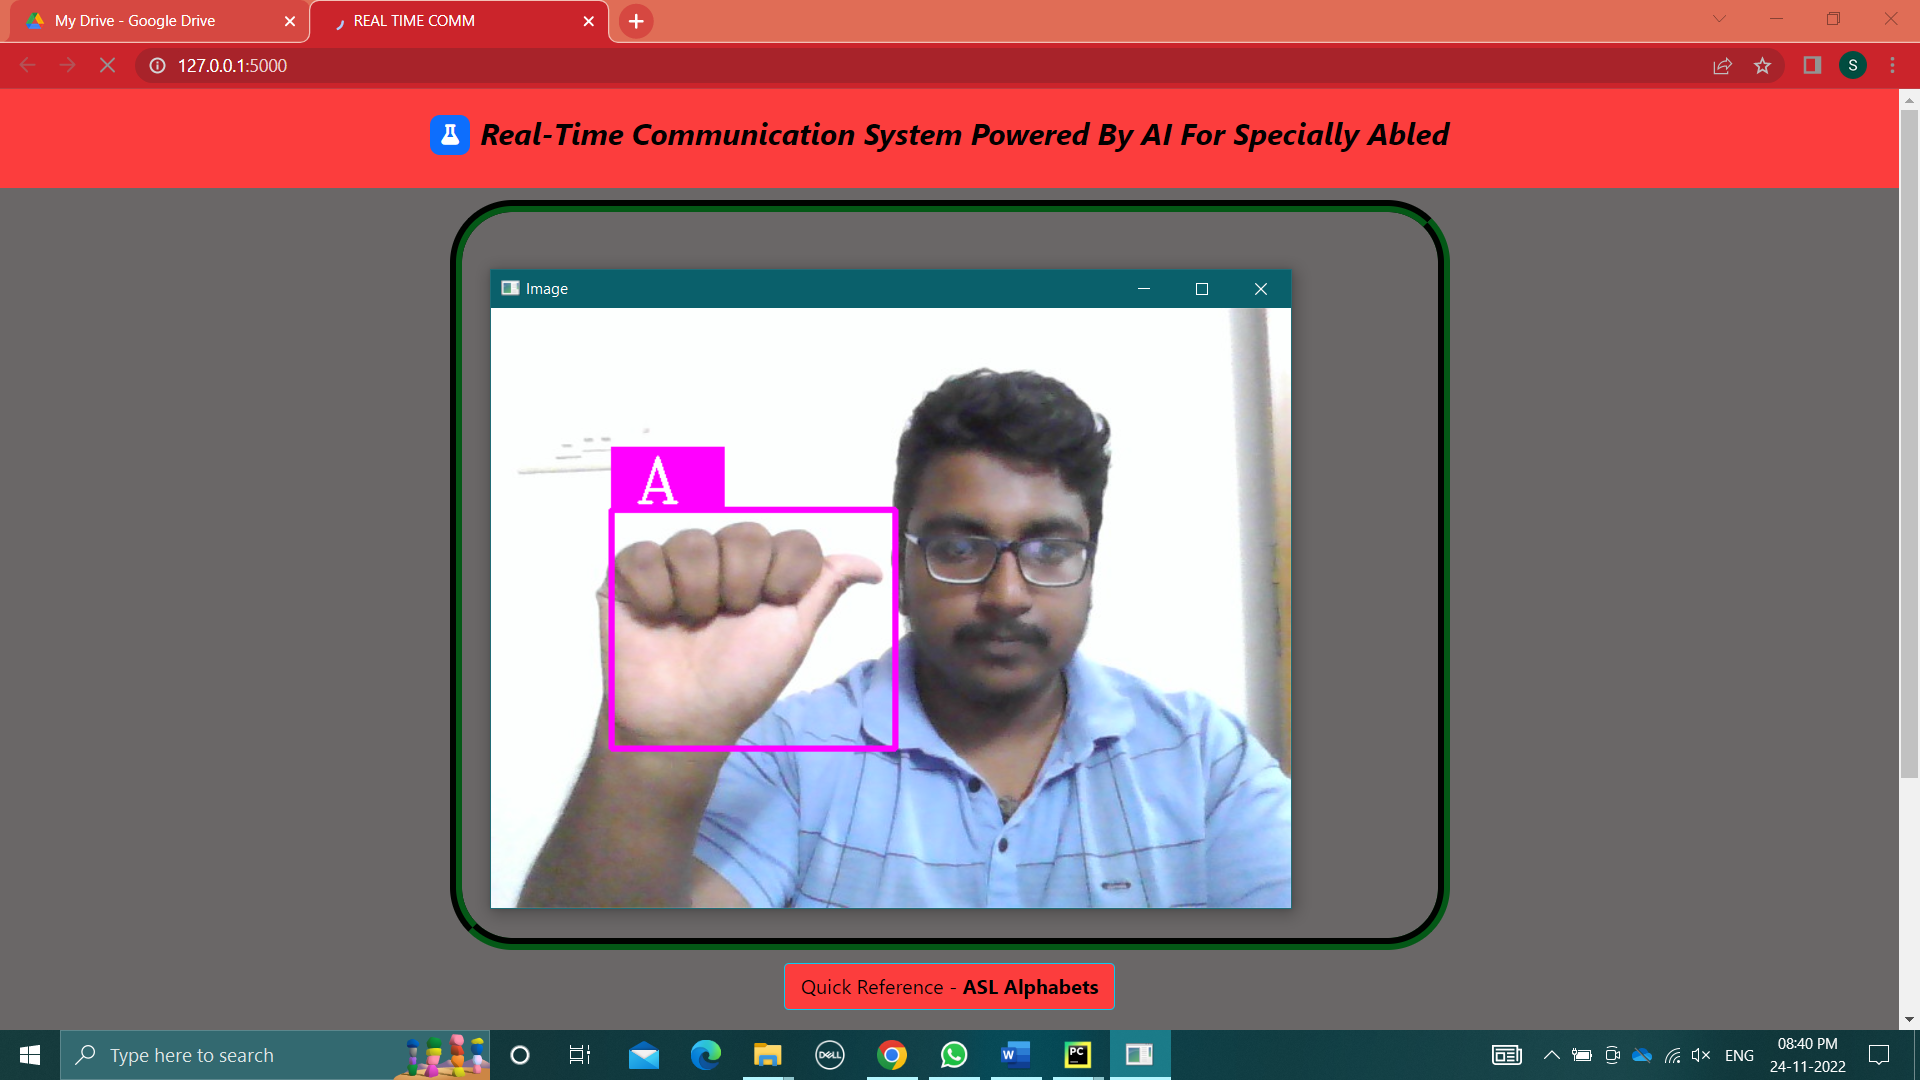 My Drive - Google Drive
REAL TIME COMM
127.0.0.1:5000
S
Real-Time Communication System Powered By AI For Specially Abled
Image
A
Quick Reference - ASL Alphabets
Type here to search
DELL
W
PC
ENG
08:40 PM
24-11-2022